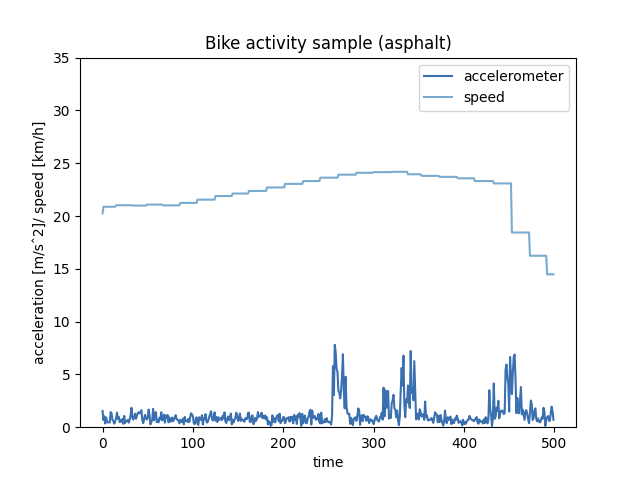 Bike activity sample (asphalt)
accelerometer
speed
35
30
25
20
15
10
5
0
acceleration [m/sˆ2]/ speed [km/h]
0 100 200 300 400 500
time